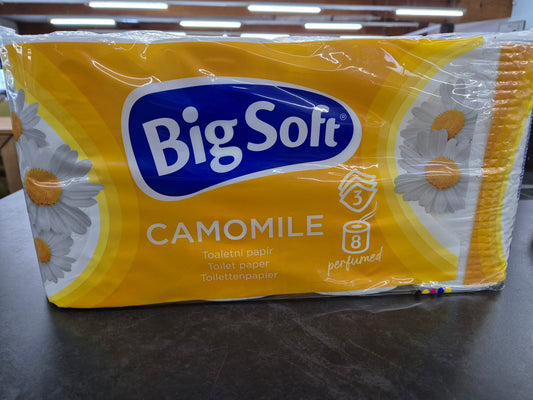 Big Soft®
CAMOMILE
Toaletní papír
Toilet paper
Toilettenpapier
3
8
perfumed